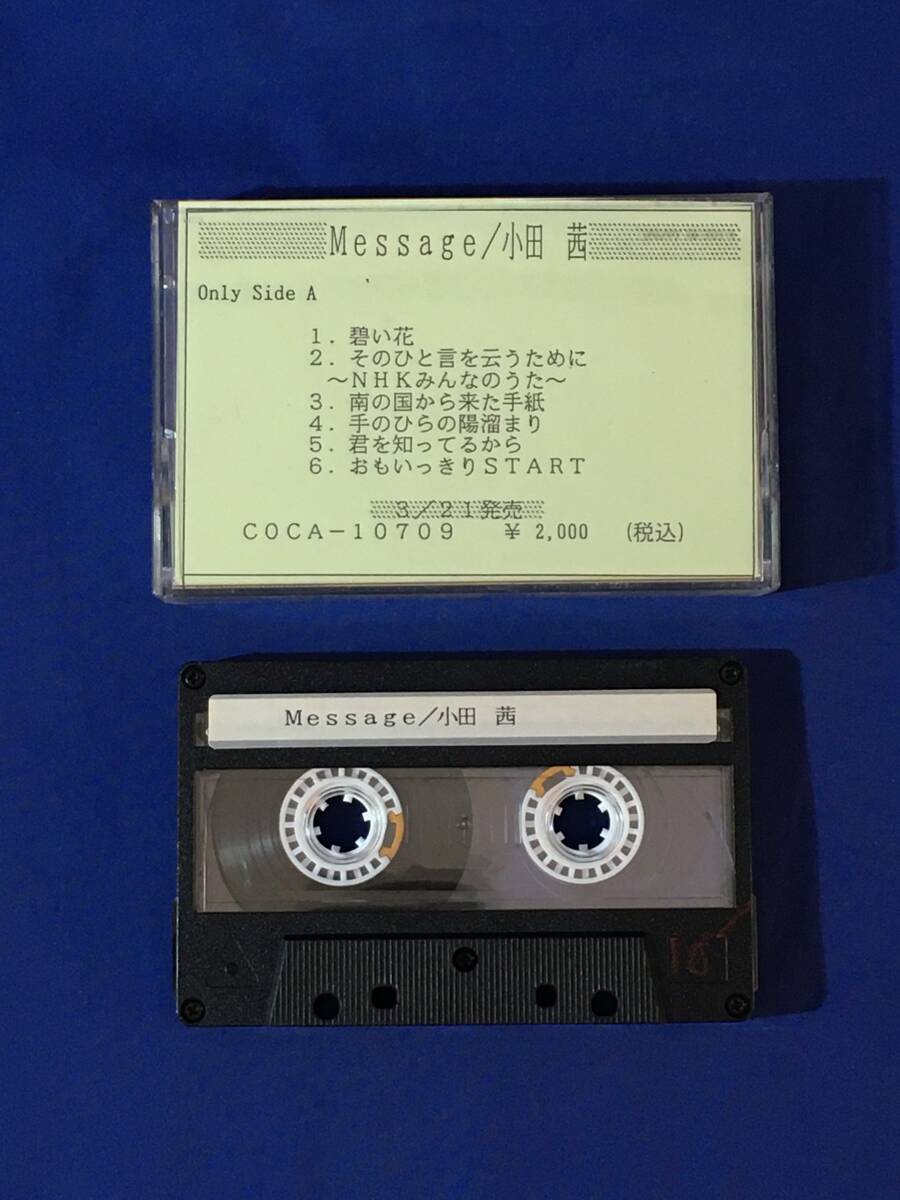 Message/小田 茜
Only Side A
1. 碧い花
2. そのひと言を云うために
～NHKみんなのうた～
3. 南の国から来た手紙
4. 手のひらの陽溜まり
5. 君を知ってるから
6. おもいっきりSTART
3/21発売
COCA-10709 ¥ 2,000 (税込)
Message/小田 茜